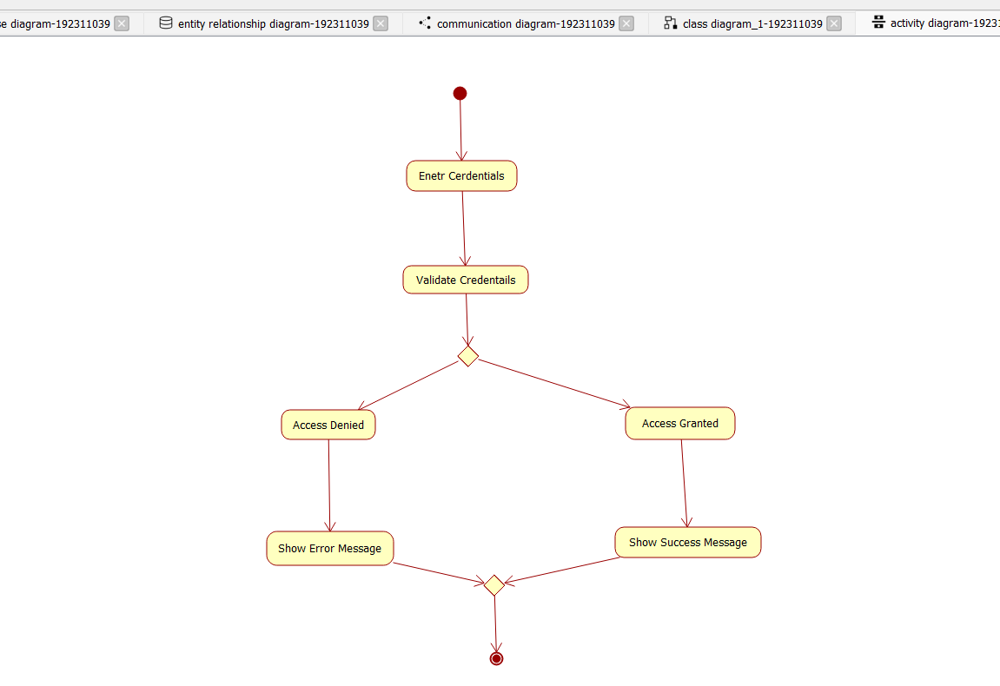 se diagram-192311039
entity relationship diagram-192311039
communication diagram-192311039
class diagram_1-192311039
activity diagram-19231
Enetr Cerdentials
Validate Credentails
Access Denied
Access Granted
Show Error Message
Show Success Message